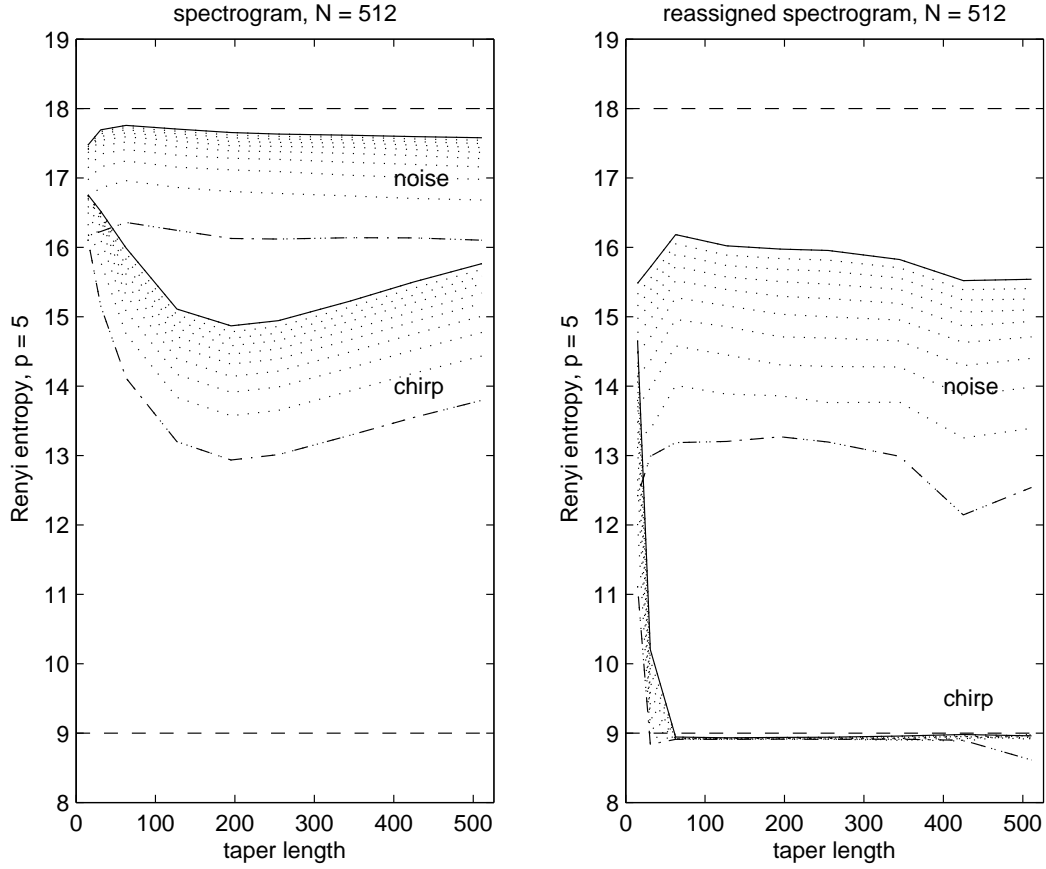 spectrogram, N = 512
19
18
17
16
15
14
13
12
11
10
9
8
Renyi entropy, p = 5
noise
chirp
0 100 200 300 400 500
taper length
reassigned spectrogram, N = 512
19
18
17
16
15
14
13
12
11
10
9
8
Renyi entropy, p = 5
noise
chirp
0 100 200 300 400 500
taper length